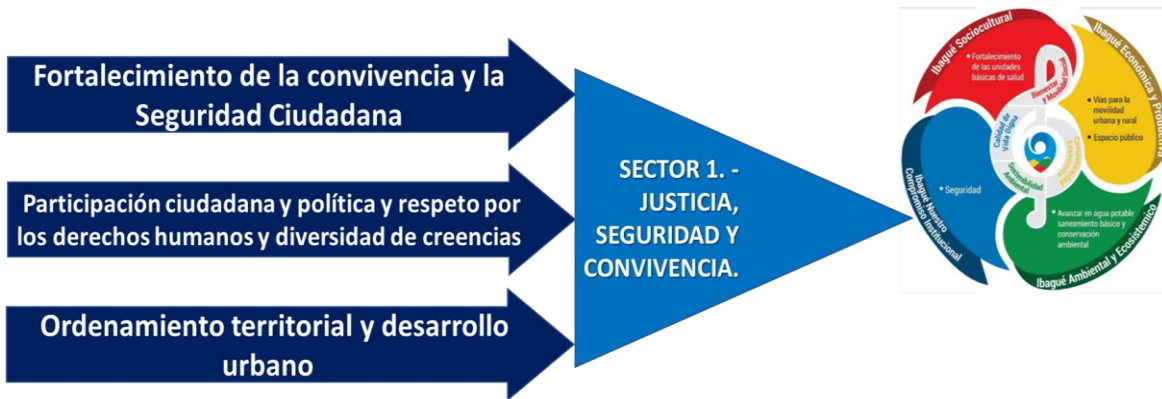 Fortalecimiento de la convivencia y la
Seguridad Ciudadana
Participación ciudadana y política y respeto por
los derechos humanos y diversidad de creencias
Ordenamiento territorial y desarrollo
urbano
SECTOR 1. -
JUSTICIA,
SEGURIDAD Y
CONVIVENCIA.
Ibagué Sociocultural
• Fortalecimiento
de las unidades
básicas de salud
Bienestar
y Movilidad Social
Ibagué Económica y Productiva
• Vías para la
movilidad
urbana y rural
• Espacio público
Calidad de
Vida Digna
Sostenibilidad
Ambiental
• Seguridad
Ibagué Nuestro
Compromiso Institucional
• Avanzar en agua potable
saneamiento básico y
conservación
ambiental
Ibagué Ambiental y Ecosistémico